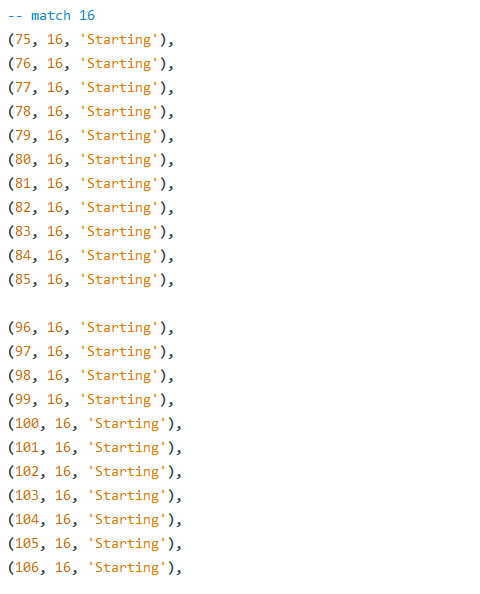 -- match 16
(75, 16, 'Starting'),
(76, 16, 'Starting'),
(77, 16, 'Starting'),
(78, 16, 'Starting'),
(79, 16, 'Starting'),
(80, 16, 'Starting'),
(81, 16, 'Starting'),
(82, 16, 'Starting'),
(83, 16, 'Starting'),
(84, 16, 'Starting'),
(85, 16, 'Starting'),

(96, 16, 'Starting'),
(97, 16, 'Starting'),
(98, 16, 'Starting'),
(99, 16, 'Starting'),
(100, 16, 'Starting'),
(101, 16, 'Starting'),
(102, 16, 'Starting'),
(103, 16, 'Starting'),
(104, 16, 'Starting'),
(105, 16, 'Starting'),
(106, 16, 'Starting'),